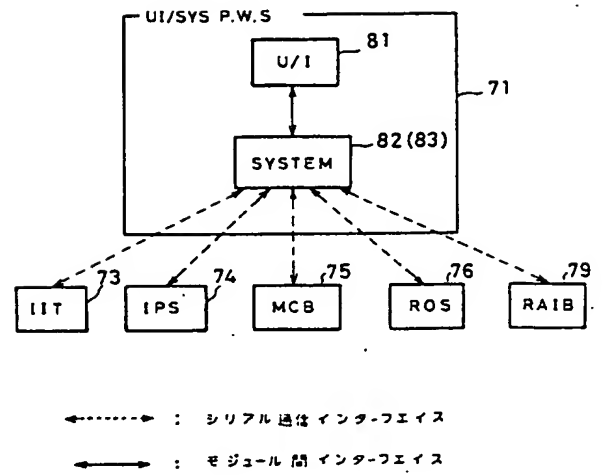 UI/SYS P.W.S
81
U/I
71
82(83)
SYSTEM
73
74
75
76
79
IIT
IPS
MCB
ROS
RAIB
: シリアル通信インターフェイス
: モジュール間インターフェイス